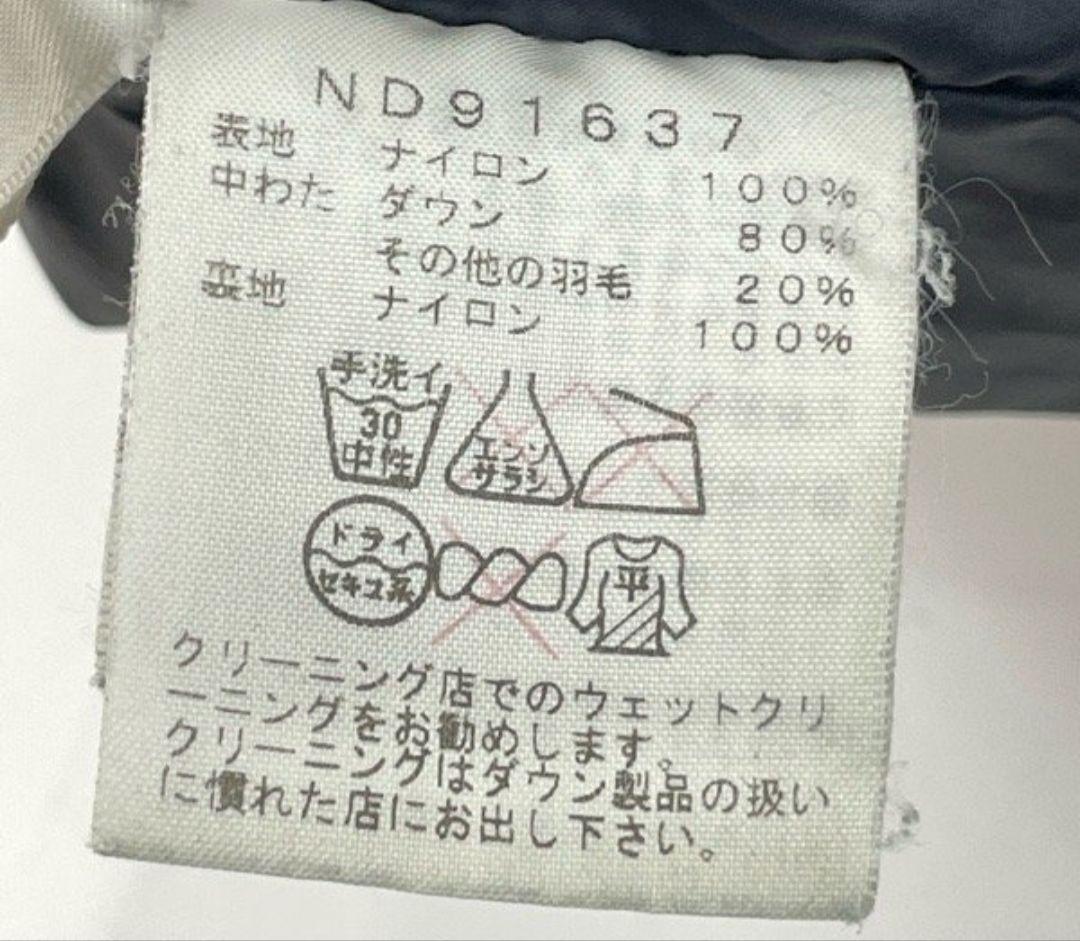 ND91637
表地 ナイロン 100%
中わた ダウン 80%
その他の羽毛 20%
裏地 ナイロン 100%
手洗イ
30
中性
エンソ
サラシ
ドライ
セキユ系
平
クリーニング店でのウェットクリ
ーニングをお勧めします。
クリーニングはダウン製品の扱い
に慣れた店にお出し下さい。